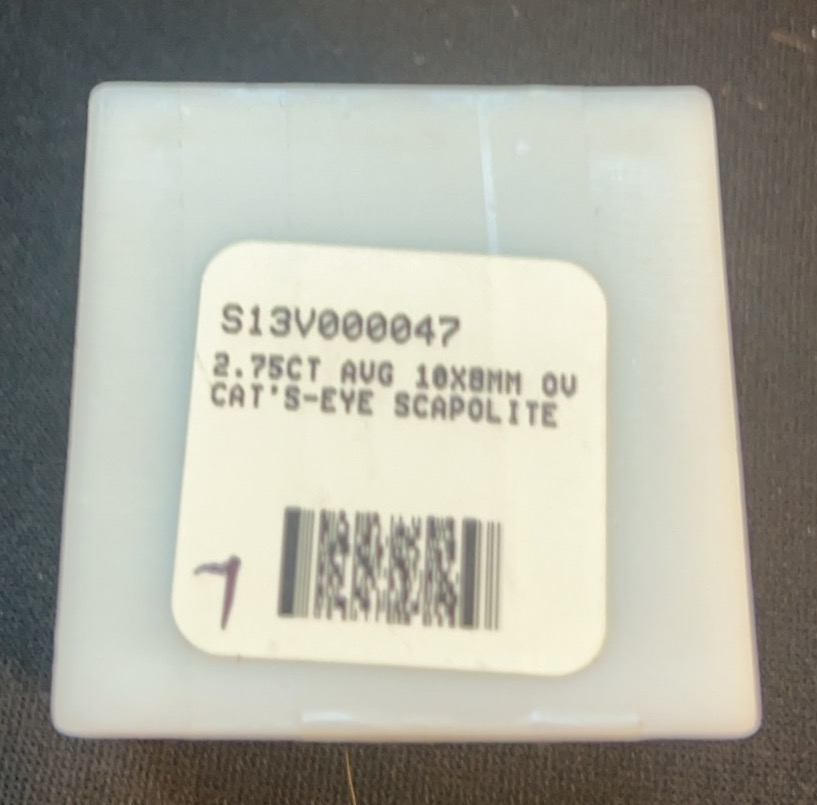 S13V000047
2.75CT AVG 10X8MM OV
CAT'S-EYE SCAPOLITE
7